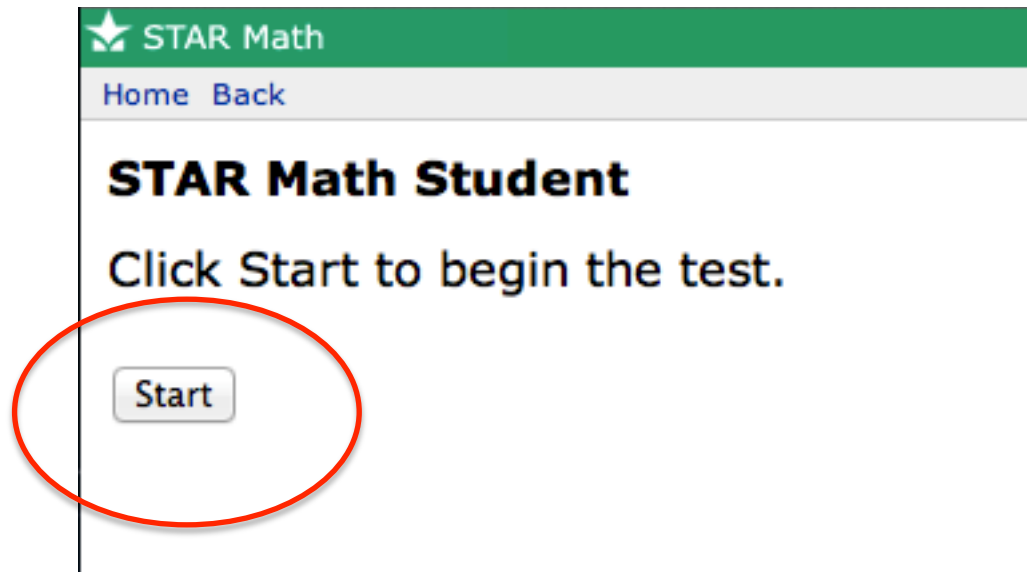 STAR Math
Home Back
STAR Math Student
Click Start to begin the test.
Start